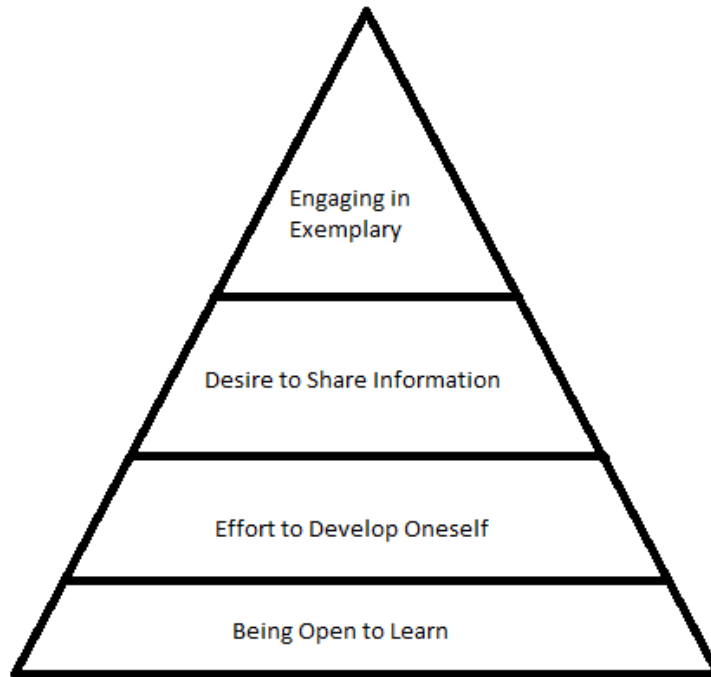 Engaging in
Exemplary
Desire to Share Information
Effort to Develop Oneself
Being Open to Learn